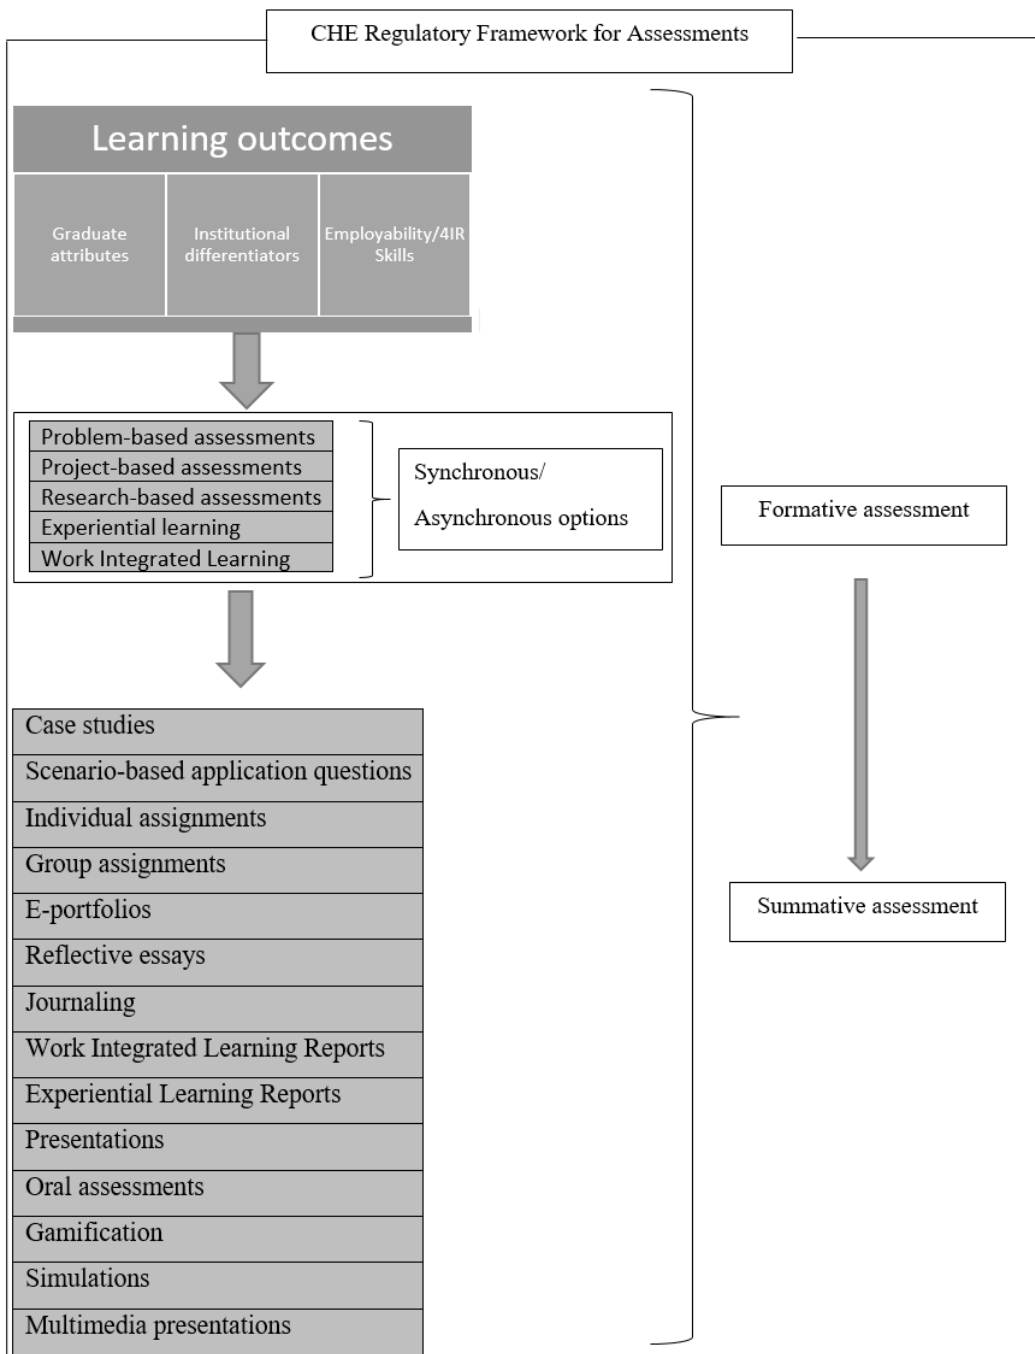 CHE Regulatory Framework for Assessments
Learning outcomes
Graduate
attributes
Institutional
differentiators
Employability/4IR
Skills
Problem-based assessments
Project-based assessments
Research-based assessments
Experiential learning
Work Integrated Learning
Synchronous/
Asynchronous options
Formative assessment
Summative assessment
Case studies
Scenario-based application questions
Individual assignments
Group assignments
E-portfolios
Reflective essays
Journaling
Work Integrated Learning Reports
Experiential Learning Reports
Presentations
Oral assessments
Gamification
Simulations
Multimedia presentations